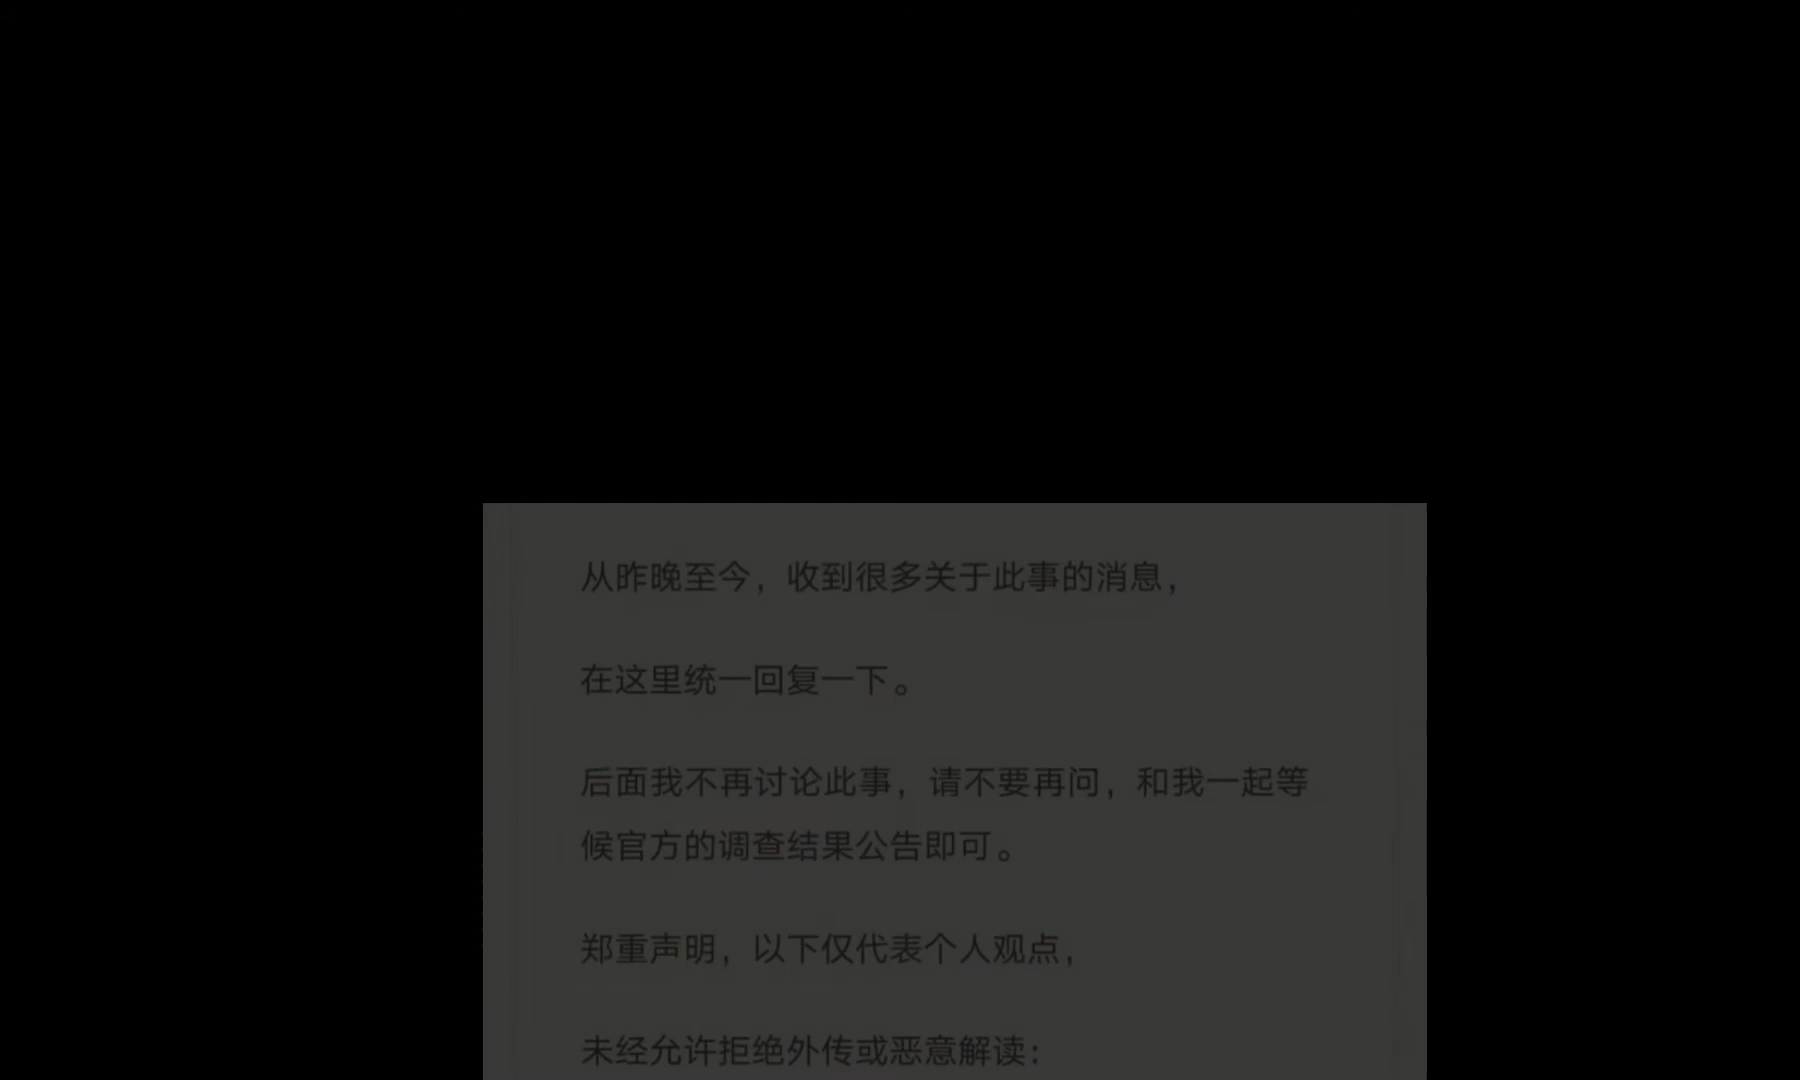 从昨晚至今，收到很多关于此事的消息，
在这里统一回复一下。
后面我不再讨论此事，请不要再问，和我一起等
候官方的调查结果公告即可。
郑重声明，以下仅代表个人观点，
未经允许拒绝外传或恶意解读：